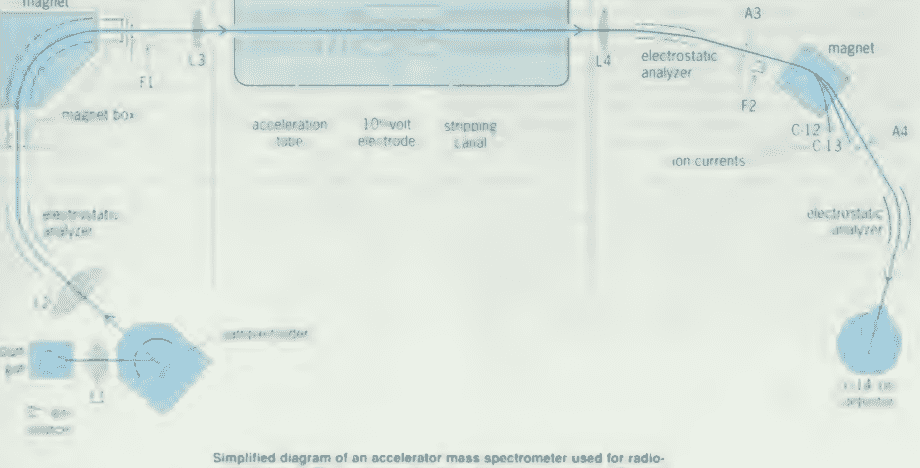 magnet
L3
F1
magnet box
acceleration
tube
volt
electrode
stripping
canal
L4
electrostatic
analyzer
A3
magnet
F2
C-12
C-13
A4
ion currents
electrostatic
analyzer
electrostatic
analyzer
L2
L1
C-14 ion
Simplified diagram of an accelerator mass spectrometer used for radio-